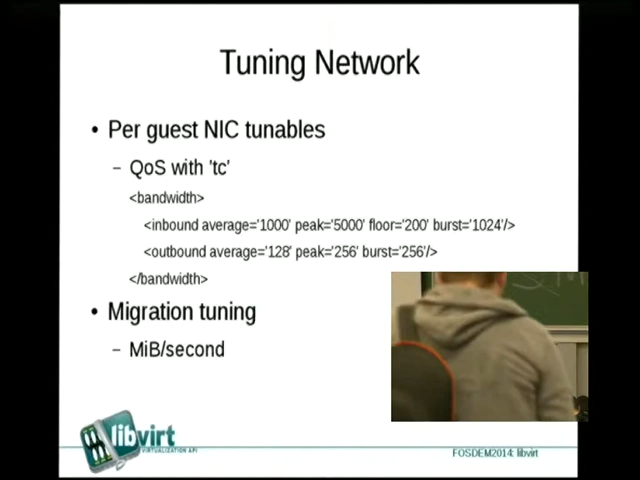 Tuning Network
• Per guest NIC tunables
– QoS with 'tc'
<bandwidth>
<inbound average='1000' peak='5000' floor='200' burst='1024'/>
<outbound average='128' peak='256' burst='256'/>
</bandwidth>
• Migration tuning
– MiB/second
libvirt
VIRTUALIZATION API
FOSDEM2014: libvirt